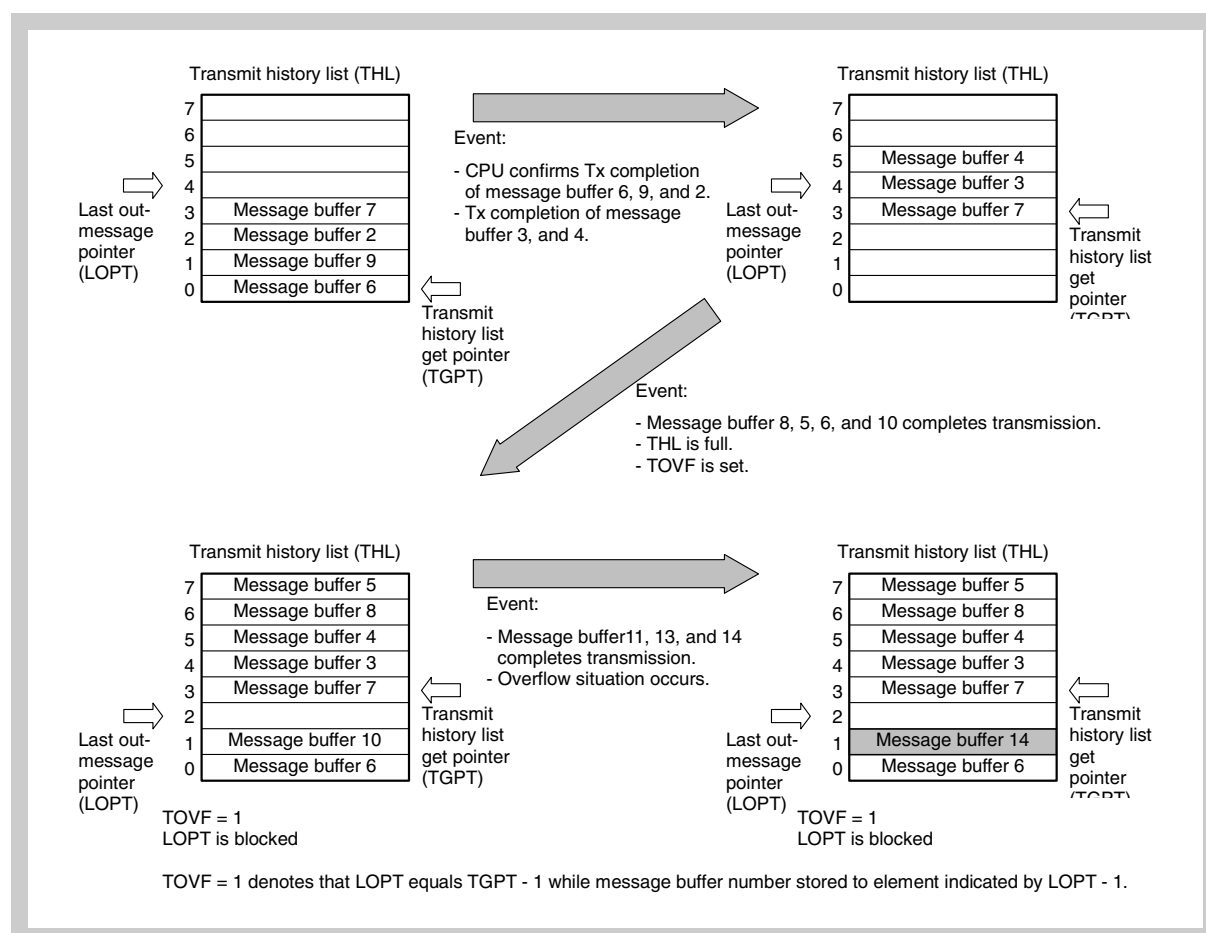 Transmit history list (THL)
7
6
5
4
3 Message buffer 7
2 Message buffer 2
1 Message buffer 9
0 Message buffer 6
Last out-
message
pointer
(LOPT)
Transmit
history list
get pointer
(TGPT)
Event:
- CPU confirms Tx completion
of message buffer 6, 9, and 2.
- Tx completion of message
buffer 3, and 4.
Transmit history list (THL)
7
6
5 Message buffer 4
4 Message buffer 3
3 Message buffer 7
2
1
0
Last out-
message
pointer
(LOPT)
Transmit
history list
get
pointer
Event:
- Message buffer 8, 5, 6, and 10 completes transmission.
- THL is full.
- TOVF is set.
Transmit history list (THL)
7 Message buffer 5
6 Message buffer 8
5 Message buffer 4
4 Message buffer 3
3 Message buffer 7
2
1 Message buffer 10
0 Message buffer 6
Last out-
message
pointer
(LOPT)
Transmit
history list
get pointer
(TGPT)
TOVF = 1
LOPT is blocked
Event:
- Message buffer11, 13, and 14
completes transmission.
- Overflow situation occurs.
Transmit history list (THL)
7 Message buffer 5
6 Message buffer 8
5 Message buffer 4
4 Message buffer 3
3 Message buffer 7
2
1 Message buffer 14
0 Message buffer 6
Last out-
message
pointer
(LOPT)
Transmit
history list
get
pointer
TOVF = 1
LOPT is blocked
TOVF = 1 denotes that LOPT equals TGPT - 1 while message buffer number stored to element indicated by LOPT - 1.